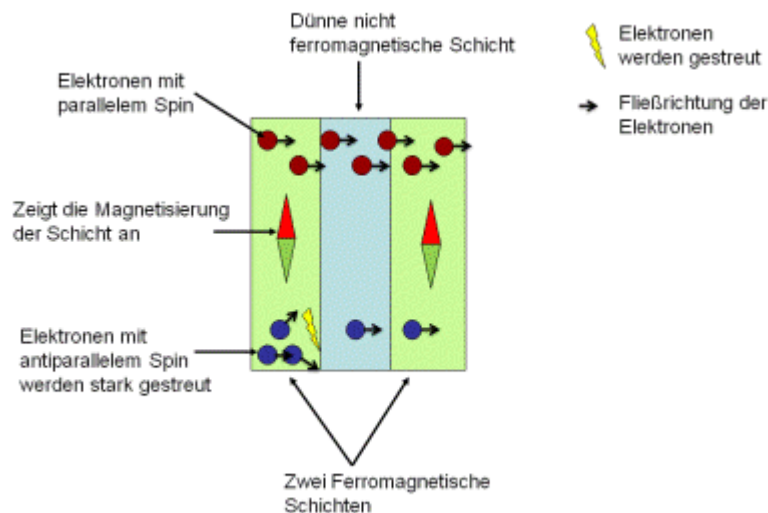 Dünne nicht
ferromagnetische Schicht
Elektronen
werden gestreut
Elektronen mit
parallelem Spin
Fließrichtung der
Elektronen
Zeigt die Magnetisierung
der Schicht an
Elektronen mit
antiparallelem Spin
werden stark gestreut
Zwei Ferromagnetische
Schichten